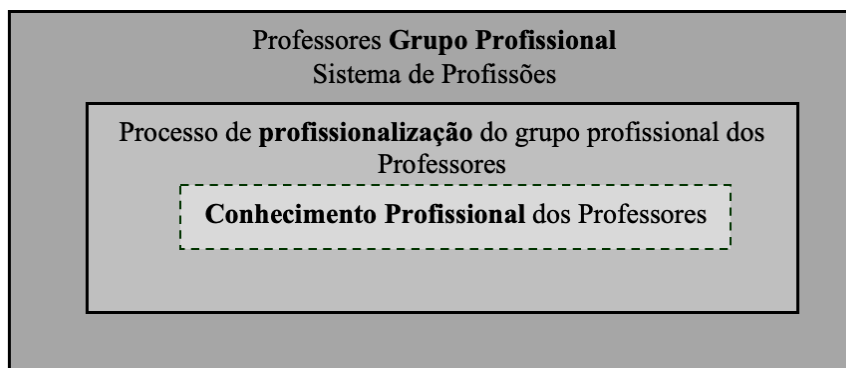 Professores Grupo Profissional
Sistema de Profissões
Processo de profissionalização do grupo profissional dos
Professores
Conhecimento Profissional dos Professores